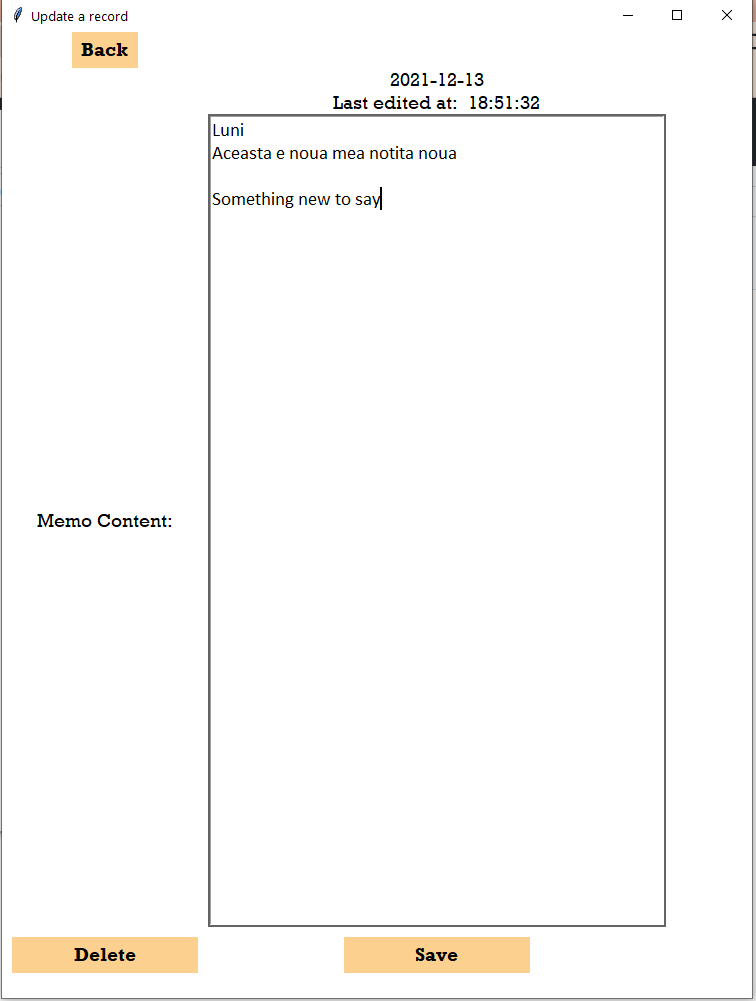 Update a record
Back
2021-12-13
Last edited at: 18:51:32
Luni
Aceasta e noua mea notita noua
Something new to say
Memo Content:
Delete
Save